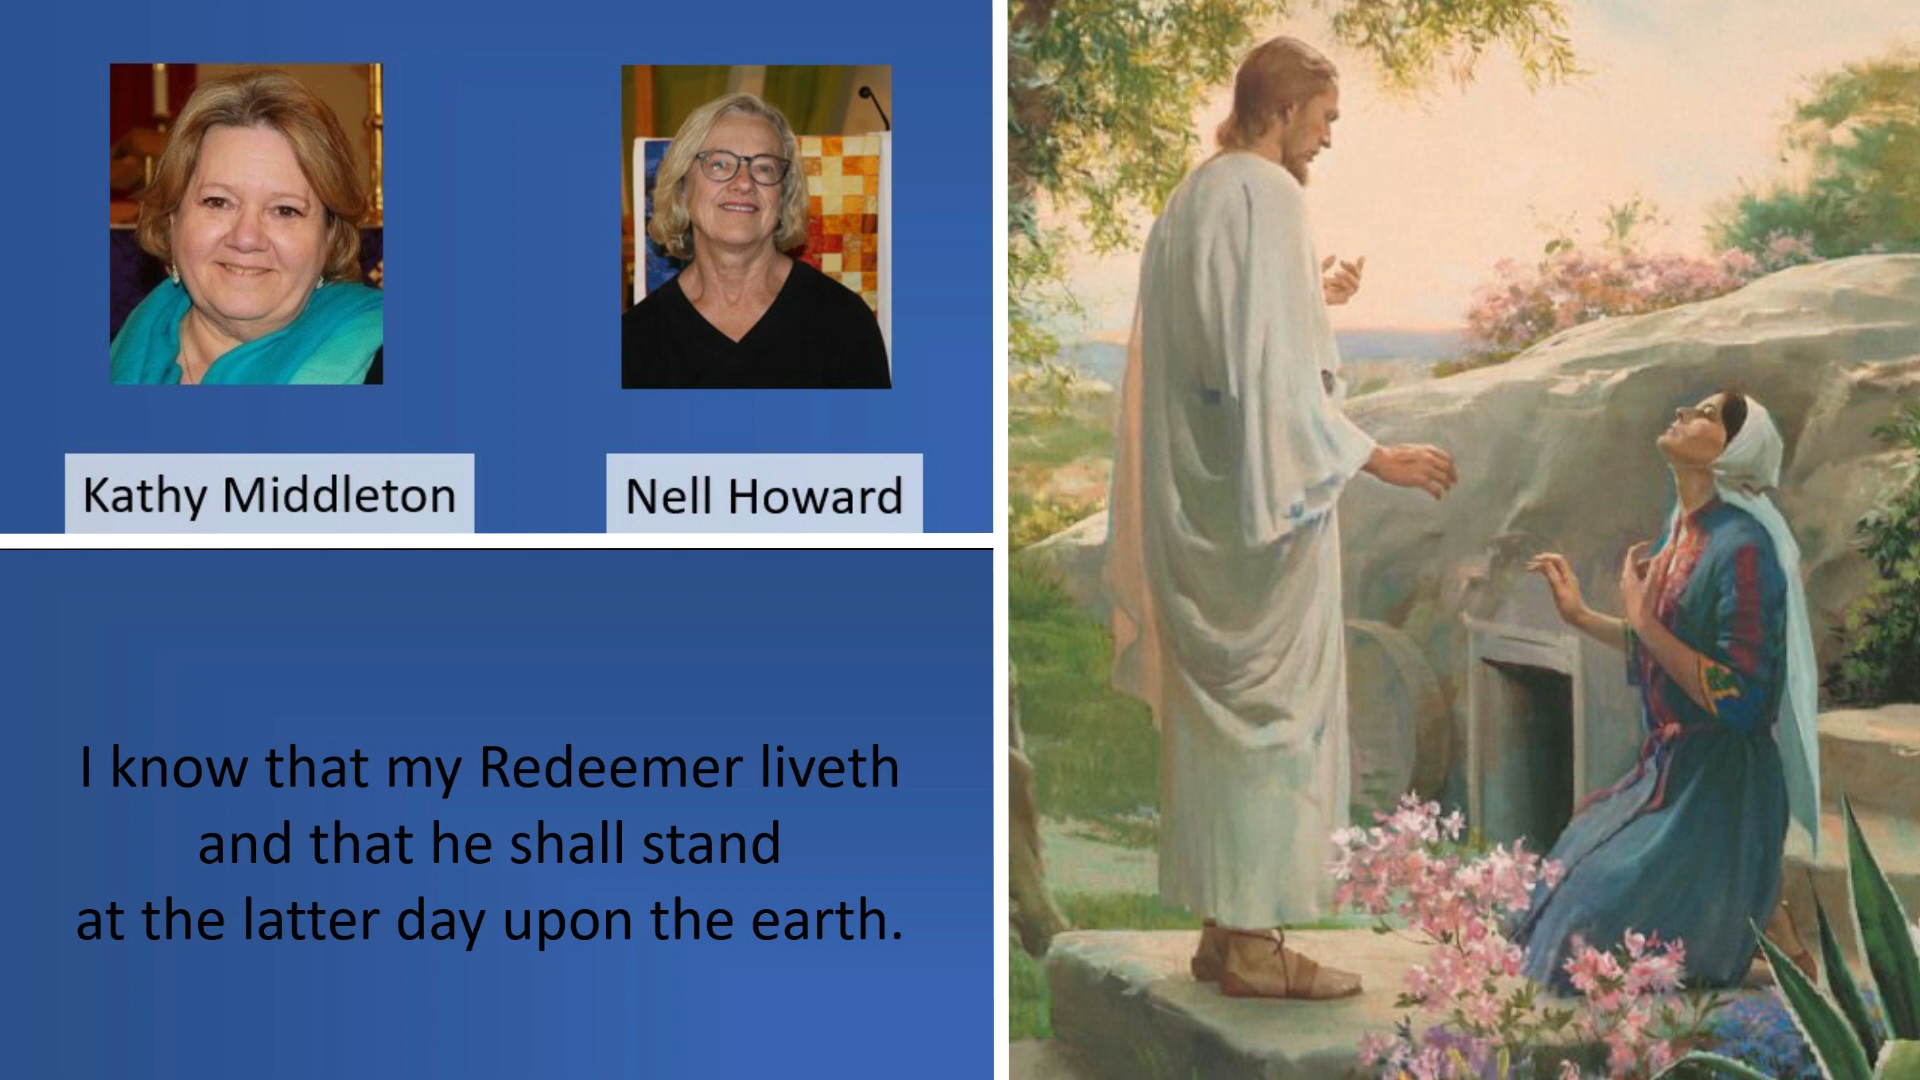 Kathy Middleton
Nell Howard
I know that my Redeemer liveth
and that he shall stand
at the latter day upon the earth.